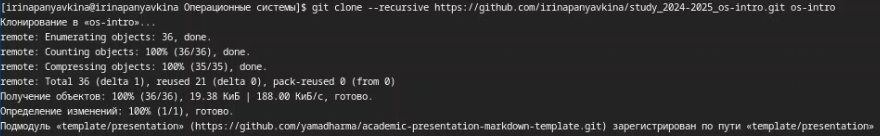 [irinapanyavkina@irinapanyavkina Операционные системы]$ git clone --recursive https://github.com/irinapanyavkina/study_2024-2025_os-intro.git os-intro
Клонирование в «os-intro»...
remote: Enumerating objects: 36, done.
remote: Counting objects: 100% (36/36), done.
remote: Compressing objects: 100% (35/35), done.
remote: Total 36 (delta 1), reused 21 (delta 0), pack-reused 0 (from 0)
Получение объектов: 100% (36/36), 19.38 КиБ | 188.00 КиБ/с, готово.
Определение изменений: 100% (1/1), готово.
Подмодуль «template/presentation» (https://github.com/yamadharma/academic-presentation-markdown-template.git) зарегистрирован по пути «template/presentation»